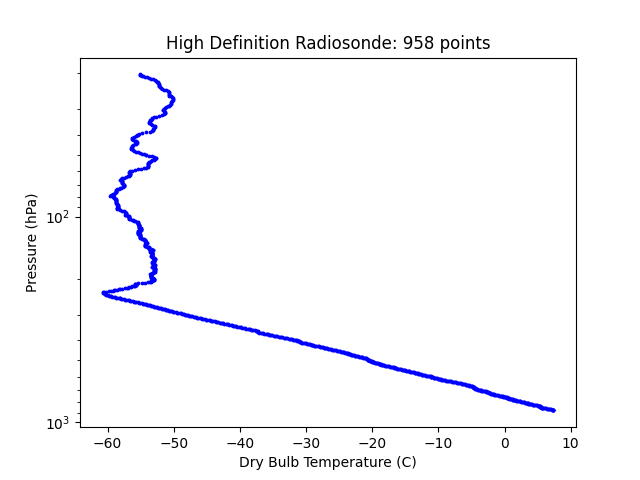 High Definition Radiosonde: 958 points
Pressure (hPa)
10²
10³
−60 −50 −40 −30 −20 −10 0 10
Dry Bulb Temperature (C)